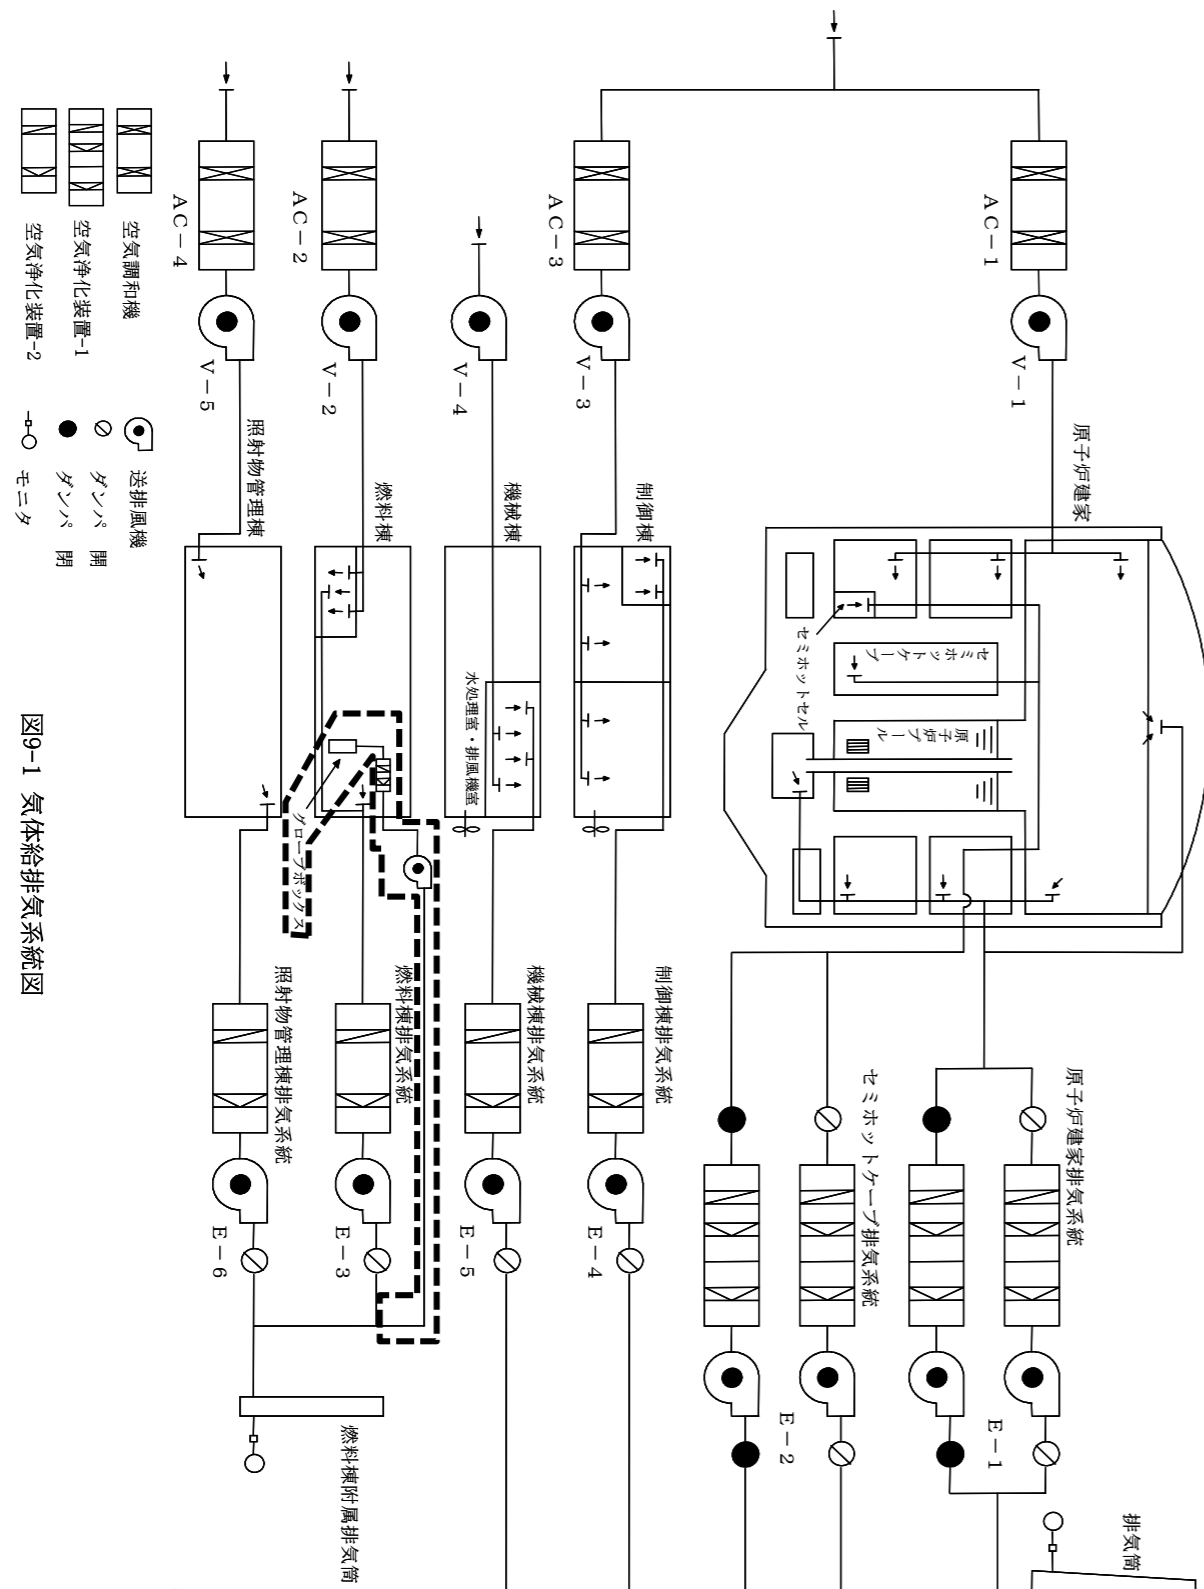 AC-1
V-1
原子炉建家
セミホットセル
セミホットケーブ
原子炉プール
原子炉建家排気系統
E-1
セミホットケーブ排気系統
E-2
排気筒
AC-3
V-3
制御棟
制御棟排気系統
E-4
V-4
機械棟
水処理室・排風機室
機械棟排気系統
E-5
AC-2
V-2
燃料棟
グローブボックス
燃料棟排気系統
E-3
AC-4
V-5
照射物管理棟
照射物管理棟排気系統
E-6
燃料棟附属排気筒
空気調和機
空気浄化装置-1
空気浄化装置-2
送排風機
ダンパ 開
ダンパ 閉
モニタ
図9-1 気体給排気系統図